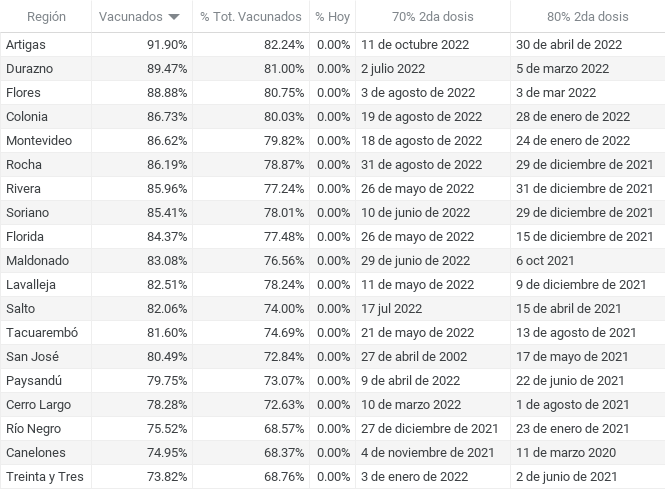 Región Vacunados % Tot. Vacunados % Hoy 70% 2da dosis 80% 2da dosis
Artigas 91.90% 82.24% 0.00% 11 de octubre 2022 30 de abril de 2022
Durazno 89.47% 81.00% 0.00% 2 julio 2022 5 de marzo 2022
Flores 88.88% 80.75% 0.00% 3 de agosto de 2022 3 de mar 2022
Colonia 86.73% 80.03% 0.00% 19 de agosto de 2022 28 de enero de 2022
Montevideo 86.62% 79.82% 0.00% 18 de agosto de 2022 24 de enero de 2022
Rocha 86.19% 78.87% 0.00% 31 de agosto de 2022 29 de diciembre de 2021
Rivera 85.96% 77.24% 0.00% 26 de mayo de 2022 31 de diciembre de 2021
Soriano 85.41% 78.01% 0.00% 10 de junio de 2022 29 de diciembre de 2021
Florida 84.37% 77.48% 0.00% 26 de mayo de 2022 15 de diciembre de 2021
Maldonado 83.08% 76.56% 0.00% 29 de junio de 2022 6 oct 2021
Lavalleja 82.51% 78.24% 0.00% 11 de mayo de 2022 9 de diciembre de 2021
Salto 82.06% 74.00% 0.00% 17 jul 2022 15 de abril de 2021
Tacuarembó 81.60% 74.69% 0.00% 21 de mayo de 2022 13 de agosto de 2021
San José 80.49% 72.84% 0.00% 27 de abril de 2002 17 de mayo de 2021
Paysandú 79.75% 73.07% 0.00% 9 de abril de 2022 22 de junio de 2021
Cerro Largo 78.28% 72.63% 0.00% 10 de marzo 2022 1 de agosto de 2021
Río Negro 75.52% 68.57% 0.00% 27 de diciembre de 2021 23 de enero de 2021
Canelones 74.95% 68.37% 0.00% 4 de noviembre de 2021 11 de marzo 2020
Treinta y Tres 73.82% 68.76% 0.00% 3 de enero de 2022 2 de junio de 2021